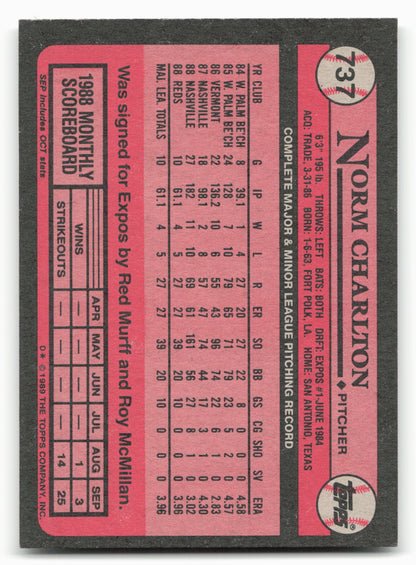 737
NORM CHARLTON
♦PITCHER
Topps
6'3" 195 lb. THROWS: LEFT BATS: BOTH DRFT: EXPOS #1-JUNE 1984
ACQ: TRADE, 3-31-86 BORN: 1-6-63, FORT POLK, LA. HOME: SAN ANTONIO, TEXAS
COMPLETE MAJOR & MINOR LEAGUE PITCHING RECORD
YR CLUB G IP W L R ER SO BB GS CG SHO SV ERA
84 W. PALM BE'CH 8 39.1 1 4 27 20 27 22 8 0 0 0 4.58
85 W. PALM BE'CH 24 128 7 10 79 65 71 79 23 5 2 0 4.57
86 VERMONT 22 136.2 10 6 55 43 96 74 22 6 1 0 2.83
87 NASHVILLE 18 98.1 2 8 57 47 74 44 17 3 1 0 4.30
88 NASHVILLE 27 182 11 10 69 61 161 56 27 8 1 0 3.02
88 REDS 10 61.1 4 5 27 27 39 20 10 0 0 0 3.96
MAJ. LEA. TOTALS 10 61.1 4 5 27 27 39 20 10 0 0 0 3.96
Was signed for Expos by Red Murff and Roy McMillan.
1988 MONTHLY SCOREBOARD
APR MAY JUN JUL AUG SEP
WINS — — — — 1 3
STRIKEOUTS — — — — 14 25
SEP includes OCT stats
D* ©1989 THE TOPPS COMPANY, INC.